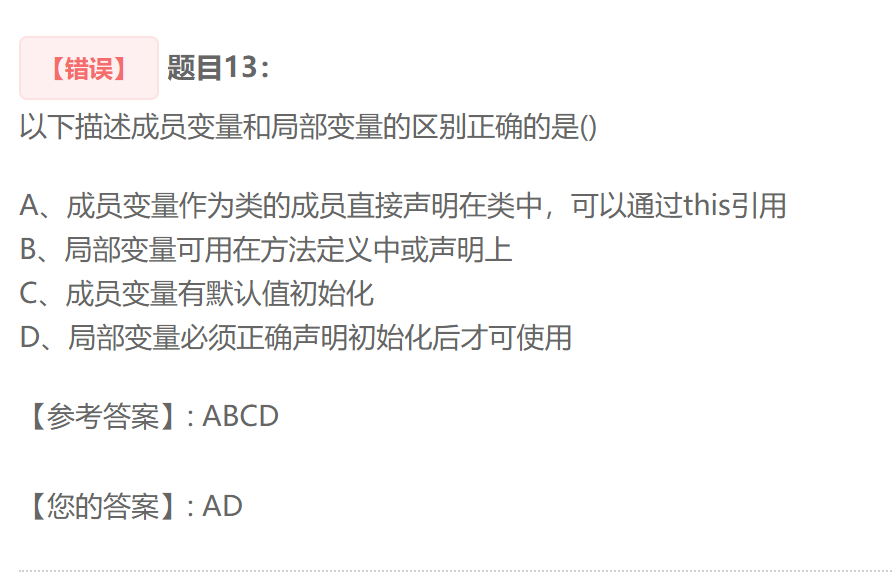 【错误】 题目13：
以下描述成员变量和局部变量的区别正确的是()
A、成员变量作为类的成员直接声明在类中，可以通过this引用
B、局部变量可用在方法定义中或声明上
C、成员变量有默认值初始化
D、局部变量必须正确声明初始化后才可使用
【参考答案】: ABCD
【您的答案】: AD